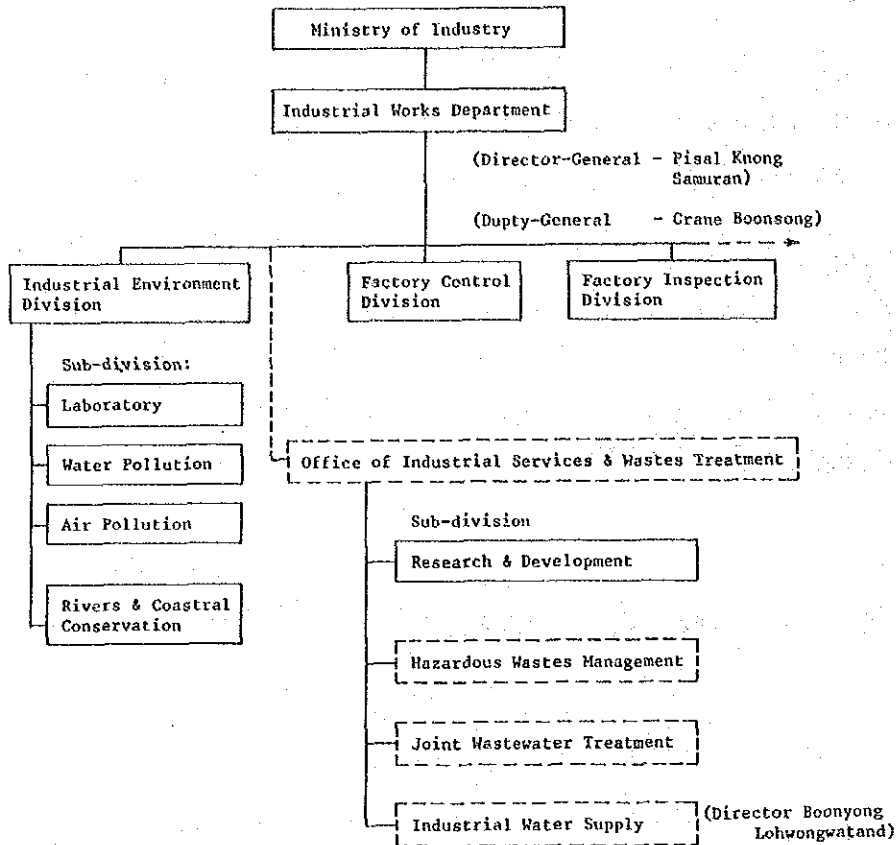 Ministry of Industry
Industrial Works Department
(Director-General - Pisal Knong
Samuran)
(Dupty-General - Crane Boonsong)
Industrial Environment
Division
Factory Control
Division
Factory Inspection
Division
Sub-division:
Laboratory
Water Pollution
Air Pollution
Rivers & Coastral
Conservation
Office of Industrial Services & Wastes Treatment
Sub-division
Research & Development
Hazardous Wastes Management
Joint Wastewater Treatment
Industrial Water Supply
(Director Boonyong
Lohwongwatand)